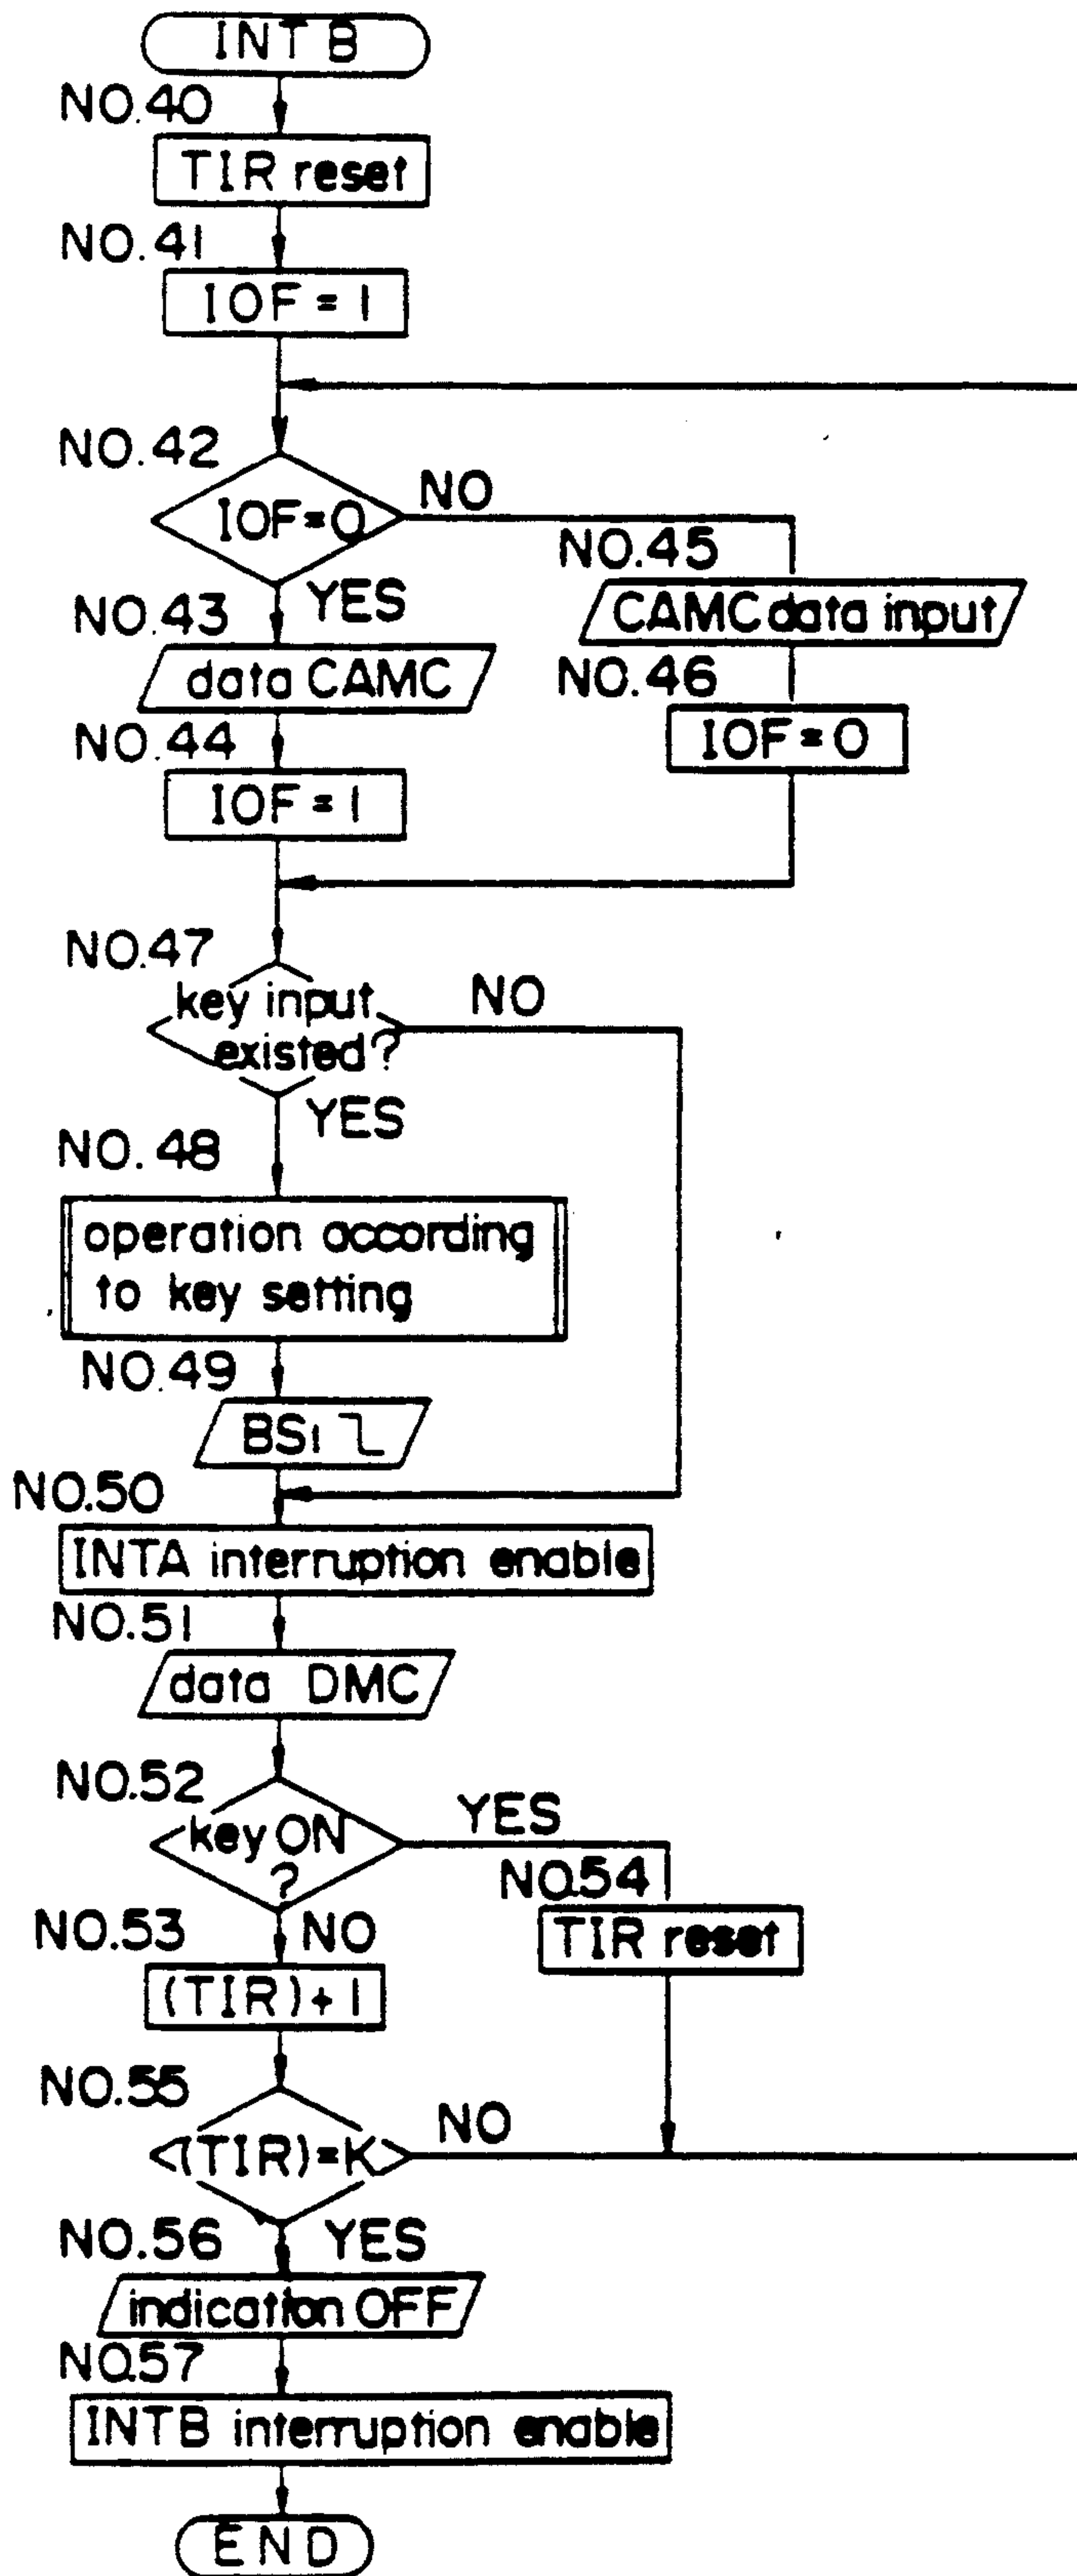 INT B
NO.40
TIR reset
NO.41
IOF = 1
NO.42
IOF=0
NO
YES
NO.45
CAMC data input
NO.43
data CAMC
NO.46
IOF = 0
NO.44
IOF = 1
NO.47
key input
existed?
NO
YES
NO.48
operation according
to key setting
NO.49
BS1
NO.50
INTA interruption enable
NO.51
data DMC
NO.52
key ON
?
YES
NO.54
TIR reset
NO.53
NO
(TIR)+1
NO.55
(TIR)=K
NO
NO.56
YES
indication OFF
NO.57
INTB interruption enable
END